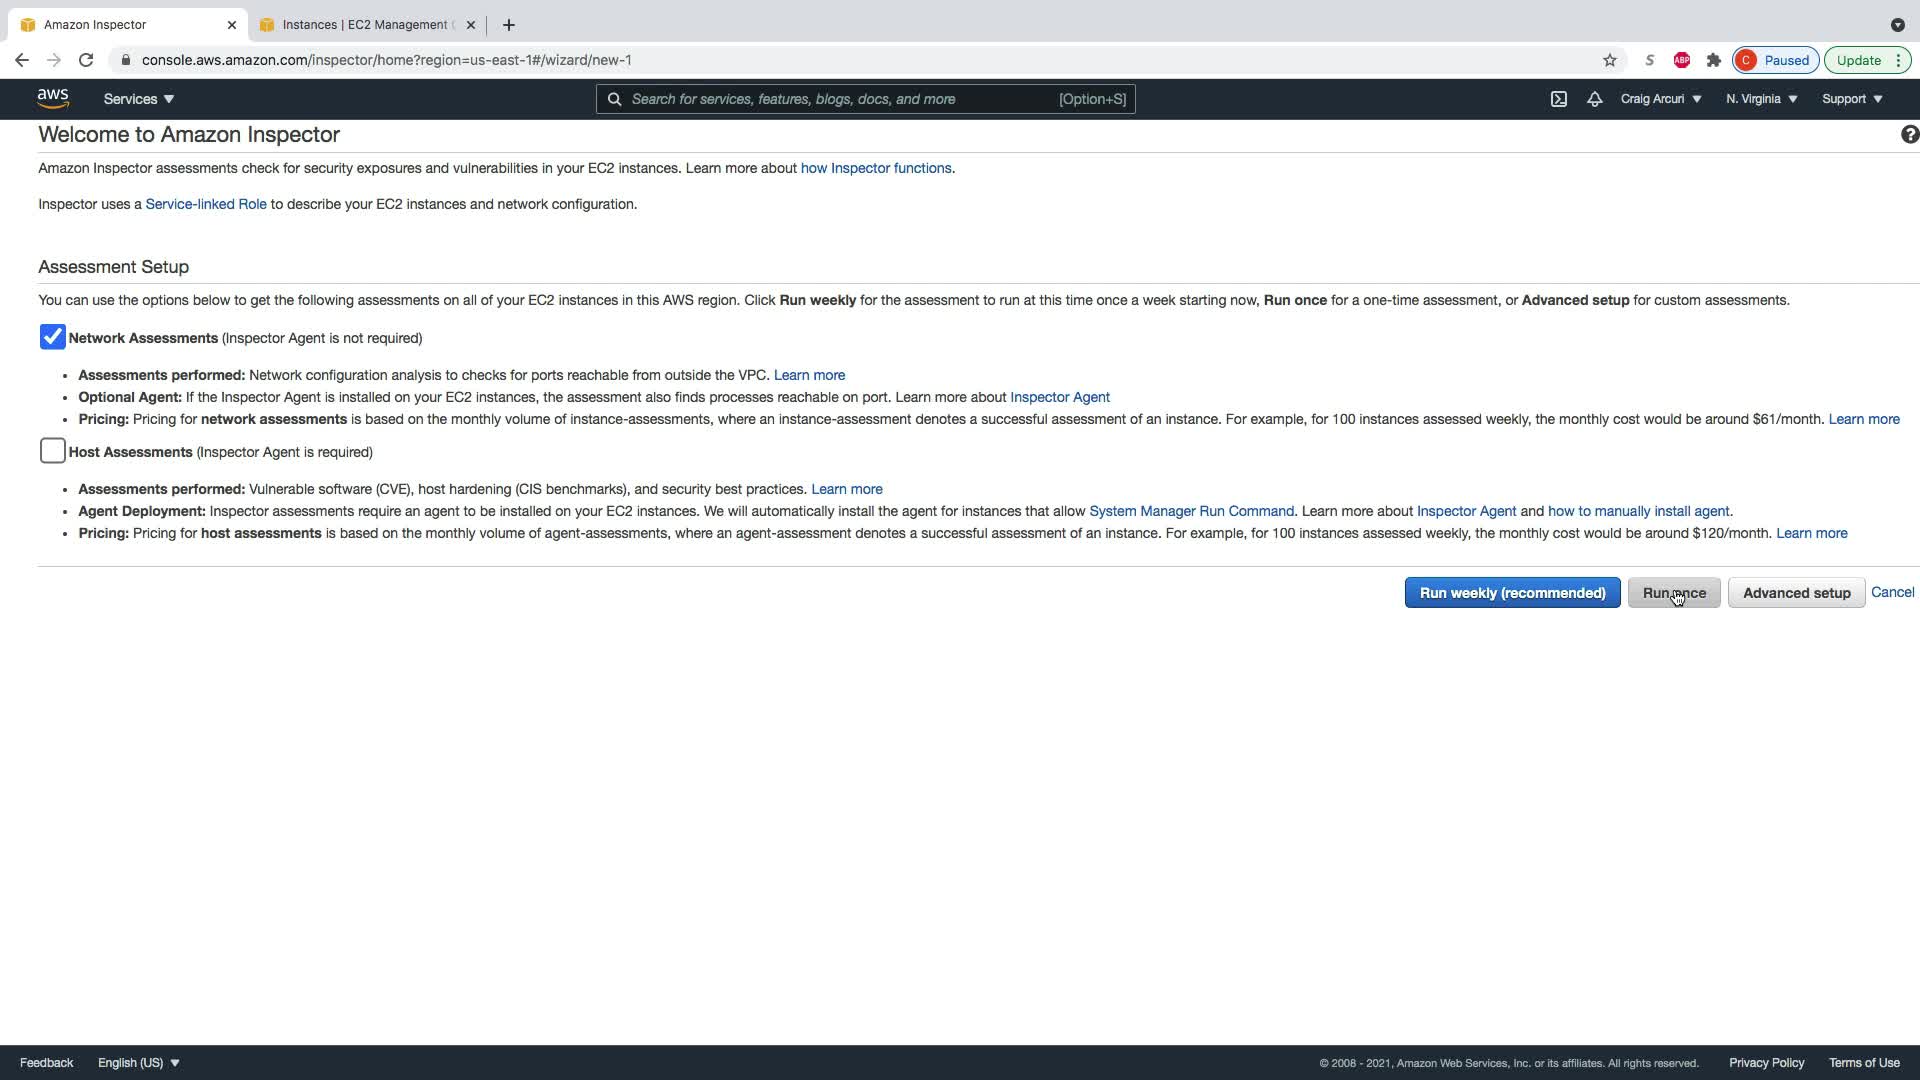 Amazon Inspector
Instances | EC2 Management
console.aws.amazon.com/inspector/home?region=us-east-1#/wizard/new-1
S
ABP
C Paused
Update
aws
Services
Search for services, features, blogs, docs, and more [Option+S]
Craig Arcuri
N. Virginia
Support
Welcome to Amazon Inspector
?
Amazon Inspector assessments check for security exposures and vulnerabilities in your EC2 instances. Learn more about how Inspector functions.
Inspector uses a Service-linked Role to describe your EC2 instances and network configuration.
Assessment Setup
You can use the options below to get the following assessments on all of your EC2 instances in this AWS region. Click Run weekly for the assessment to run at this time once a week starting now, Run once for a one-time assessment, or Advanced setup for custom assessments.
Network Assessments (Inspector Agent is not required)
• Assessments performed: Network configuration analysis to checks for ports reachable from outside the VPC. Learn more
• Optional Agent: If the Inspector Agent is installed on your EC2 instances, the assessment also finds processes reachable on port. Learn more about Inspector Agent
• Pricing: Pricing for network assessments is based on the monthly volume of instance-assessments, where an instance-assessment denotes a successful assessment of an instance. For example, for 100 instances assessed weekly, the monthly cost would be around $61/month. Learn more
Host Assessments (Inspector Agent is required)
• Assessments performed: Vulnerable software (CVE), host hardening (CIS benchmarks), and security best practices. Learn more
• Agent Deployment: Inspector assessments require an agent to be installed on your EC2 instances. We will automatically install the agent for instances that allow System Manager Run Command. Learn more about Inspector Agent and how to manually install agent.
• Pricing: Pricing for host assessments is based on the monthly volume of agent-assessments, where an agent-assessment denotes a successful assessment of an instance. For example, for 100 instances assessed weekly, the monthly cost would be around $120/month. Learn more
Run weekly (recommended)
Run once
Advanced setup
Cancel
Feedback
English (US)
© 2008 - 2021, Amazon Web Services, Inc. or its affiliates. All rights reserved.
Privacy Policy
Terms of Use